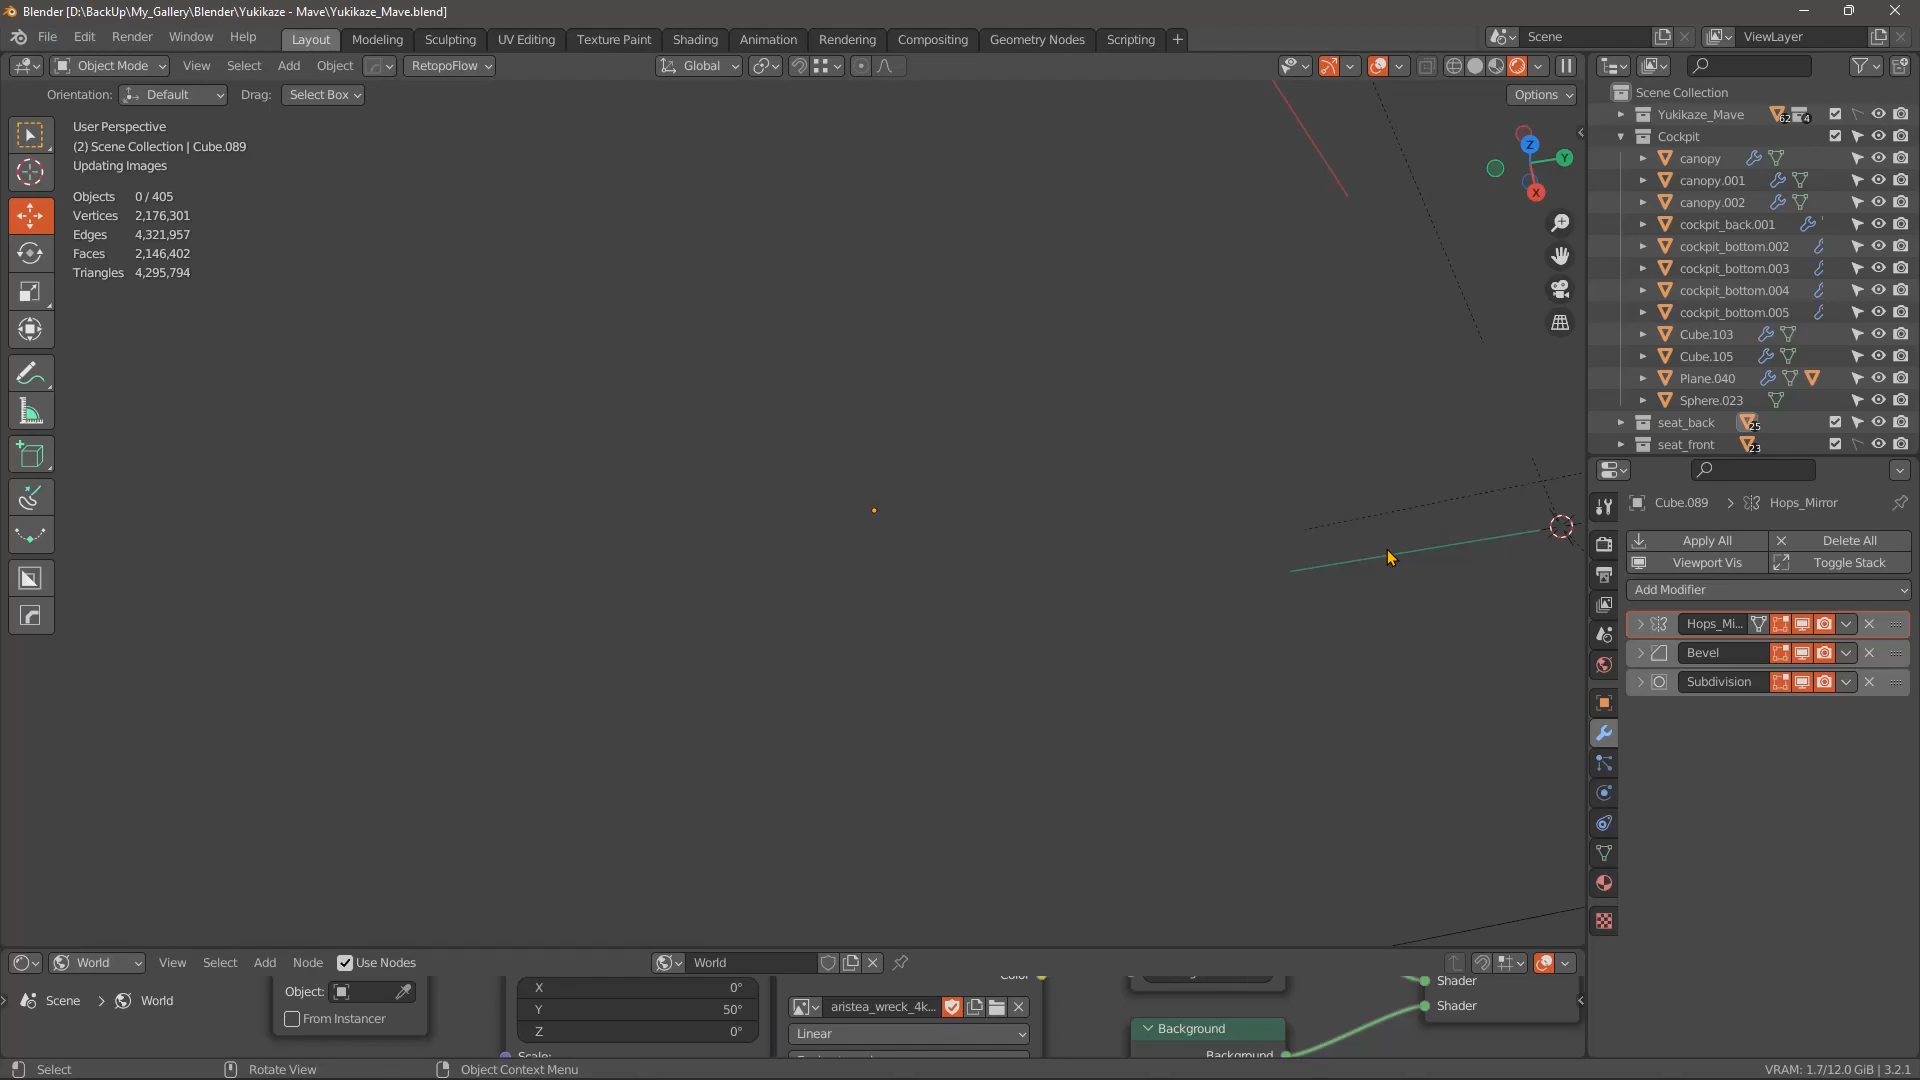 Blender [D:\BackUp\My_Gallery\Blender\Yukikaze - Mave\Yukikaze_Mave.blend]
File Edit Render Window Help Layout Modeling Sculpting UV Editing Texture Paint Shading Animation Rendering Compositing Geometry Nodes Scripting + Scene ViewLayer
Object Mode View Select Add Object RetopoFlow Global
Orientation: Default Drag: Select Box Options
User Perspective
(2) Scene Collection | Cube.089
Updating Images
Objects 0 / 405
Vertices 2,176,301
Edges 4,321,957
Faces 2,146,402
Triangles 4,295,794
Z
Y
X
Scene Collection
Yukikaze_Mave 62 4
Cockpit
canopy
canopy.001
canopy.002
cockpit_back.001
cockpit_bottom.002
cockpit_bottom.003
cockpit_bottom.004
cockpit_bottom.005
Cube.103
Cube.105
Plane.040
Sphere.023
seat_back 25
seat_front 23
Cube.089 > Hops_Mirror
Apply All Delete All
Viewport Vis Toggle Stack
Add Modifier
Hops_Mi...
Bevel
Subdivision
World View Select Add Node Use Nodes World
Scene > World
Object:
From Instancer
X 0°
Y 50°
Z 0°
Scale:
Color
aristea_wreck_4k...
Linear
Background
Background
Shader
Shader
Select Rotate View Object Context Menu VRAM: 1.7/12.0 GiB | 3.2.1